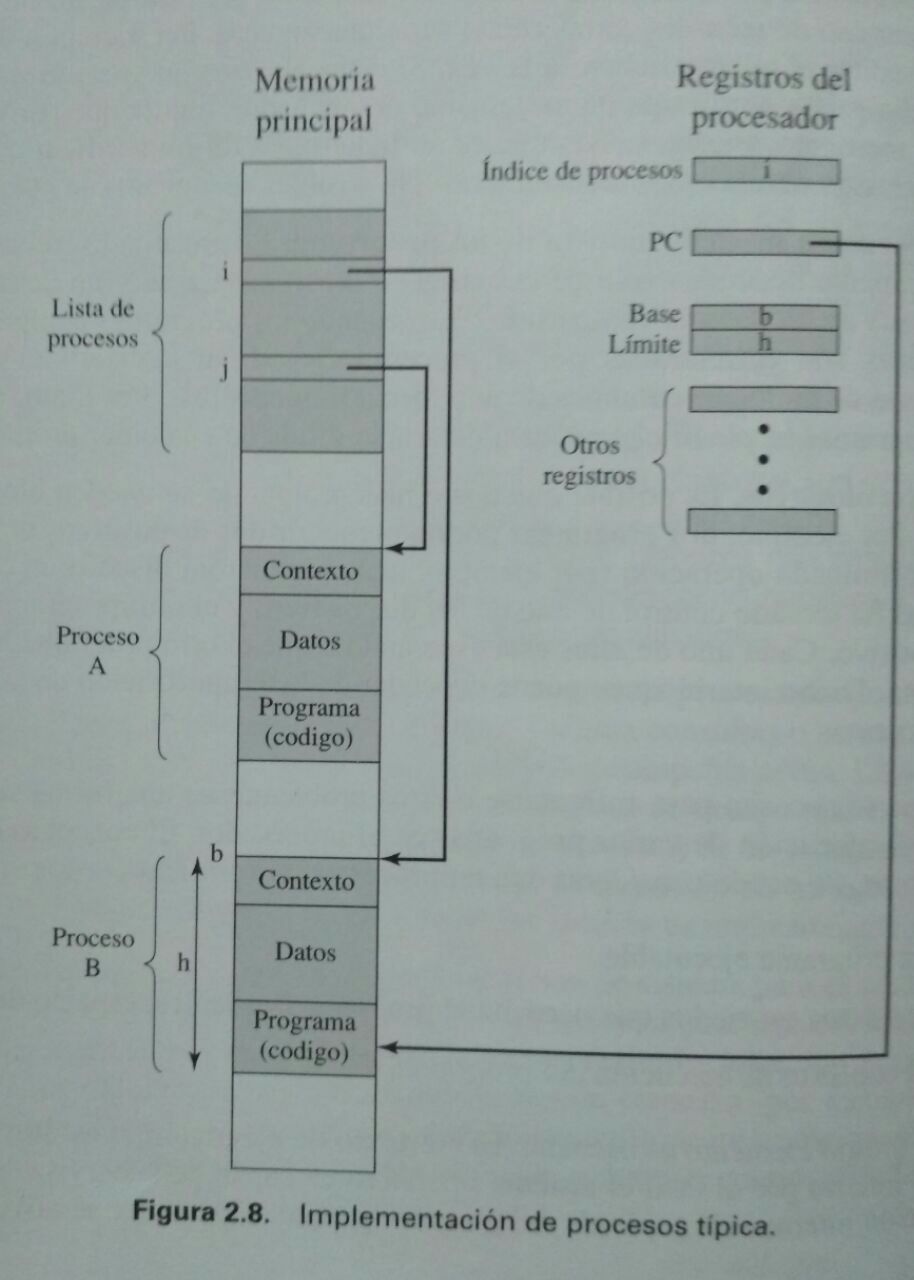 Memoria
principal
Registros del
procesador
Índice de procesos
i
PC
Base
b
Límite
h
Otros
registros
Lista de
procesos
i
j
Proceso
A
Contexto
Datos
Programa
(codigo)
b
Proceso
B
h
Contexto
Datos
Programa
(codigo)
Figura 2.8. Implementación de procesos típica.